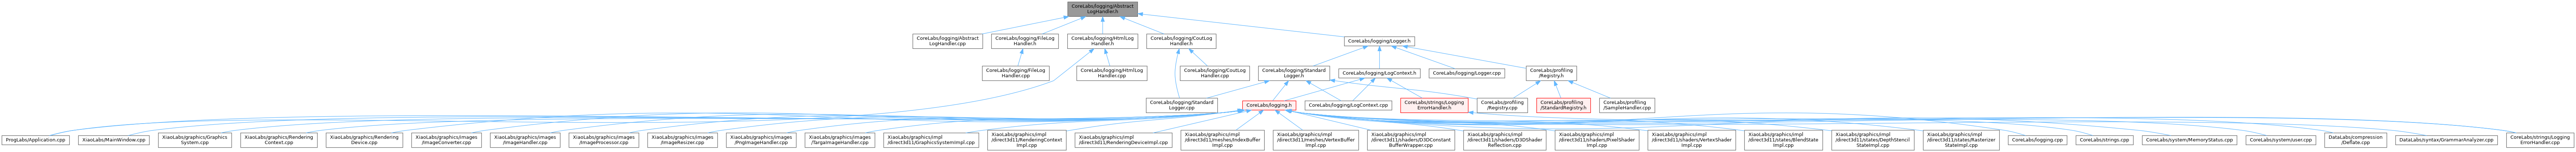 CoreLabs/logging/Abstract
LogHandler.h
CoreLabs/logging/Abstract
LogHandler.cpp
CoreLabs/logging/FileLog
Handler.h
CoreLabs/logging/HtmlLog
Handler.h
CoreLabs/logging/CoutLog
Handler.h
CoreLabs/logging/Logger.h
CoreLabs/logging/FileLog
Handler.cpp
CoreLabs/logging/HtmlLog
Handler.cpp
CoreLabs/logging/CoutLog
Handler.cpp
CoreLabs/logging/Standard
Logger.h
CoreLabs/logging/LogContext.h
CoreLabs/logging/Logger.cpp
CoreLabs/profiling
/Registry.h
CoreLabs/logging/Standard
Logger.cpp
CoreLabs/logging.h
CoreLabs/logging/LogContext.cpp
CoreLabs/strings/Logging
ErrorHandler.h
CoreLabs/profiling
/Registry.cpp
CoreLabs/profiling
/StandardRegistry.h
CoreLabs/profiling
/SampleHandler.cpp
ProgLabs/Application.cpp
XiaoLabs/MainWindow.cpp
XiaoLabs/graphics/Graphics
System.cpp
XiaoLabs/graphics/Rendering
Context.cpp
XiaoLabs/graphics/Rendering
Device.cpp
XiaoLabs/graphics/images
/ImageConverter.cpp
XiaoLabs/graphics/images
/ImageHandler.cpp
XiaoLabs/graphics/images
/ImageProcessor.cpp
XiaoLabs/graphics/images
/ImageResizer.cpp
XiaoLabs/graphics/images
/PngImageHandler.cpp
XiaoLabs/graphics/images
/TargaImageHandler.cpp
XiaoLabs/graphics/impl
/direct3d11/GraphicsSystemImpl.cpp
XiaoLabs/graphics/impl
/direct3d11/RenderingContext
Impl.cpp
XiaoLabs/graphics/impl
/direct3d11/RenderingDeviceImpl.cpp
XiaoLabs/graphics/impl
/direct3d11/meshes/IndexBuffer
Impl.cpp
XiaoLabs/graphics/impl
/direct3d11/meshes/VertexBuffer
Impl.cpp
XiaoLabs/graphics/impl
/direct3d11/shaders/D3DConstant
BufferWrapper.cpp
XiaoLabs/graphics/impl
/direct3d11/shaders/D3DShader
Reflection.cpp
XiaoLabs/graphics/impl
/direct3d11/shaders/PixelShader
Impl.cpp
XiaoLabs/graphics/impl
/direct3d11/shaders/VertexShader
Impl.cpp
XiaoLabs/graphics/impl
/direct3d11/states/BlendState
Impl.cpp
XiaoLabs/graphics/impl
/direct3d11/states/DepthStencil
StateImpl.cpp
XiaoLabs/graphics/impl
/direct3d11/states/Rasterizer
StateImpl.cpp
CoreLabs/logging.cpp
CoreLabs/strings.cpp
CoreLabs/system/MemoryStatus.cpp
CoreLabs/system/user.cpp
DataLabs/compression
/Deflate.cpp
DataLabs/syntax/GrammarAnalyzer.cpp
CoreLabs/strings/Logging
ErrorHandler.cpp